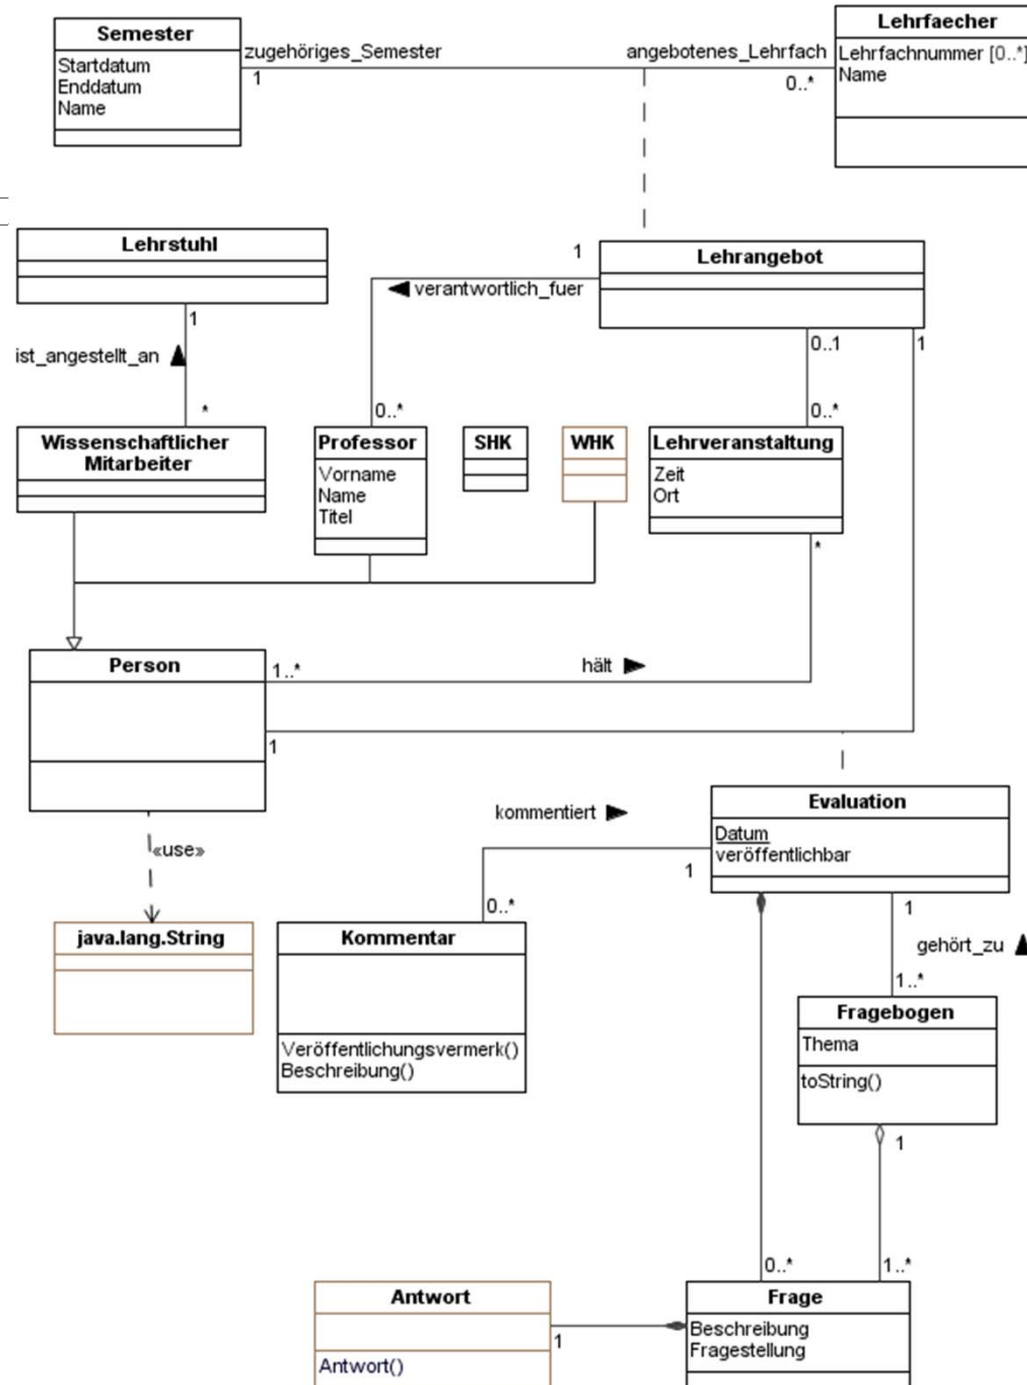 Semester
Startdatum
Enddatum
Name
zugehöriges_Semester
1
angebotenes_Lehrfach
0..*
Lehrfaecher
Lehrfachnummer [0..*]
Name
Lehrstuhl
1
ist_angestellt_an
*
Wissenschaftlicher
Mitarbeiter
1
verantwortlich_fuer
0..*
Lehrangebot
0..1
1
0..*
Professor
Vorname
Name
Titel
SHK
WHK
Lehrveranstaltung
Zeit
Ort
*
Person
1..*
hält
1
«use»
java.lang.String
kommentiert
1
0..*
Evaluation
Datum
veröffentlichbar
1
gehört_zu
1..*
Kommentar
Veröffentlichungsvermerk()
Beschreibung()
Fragebogen
Thema
toString()
1
0..*
1..*
Antwort
Antwort()
1
Frage
Beschreibung
Fragestellung